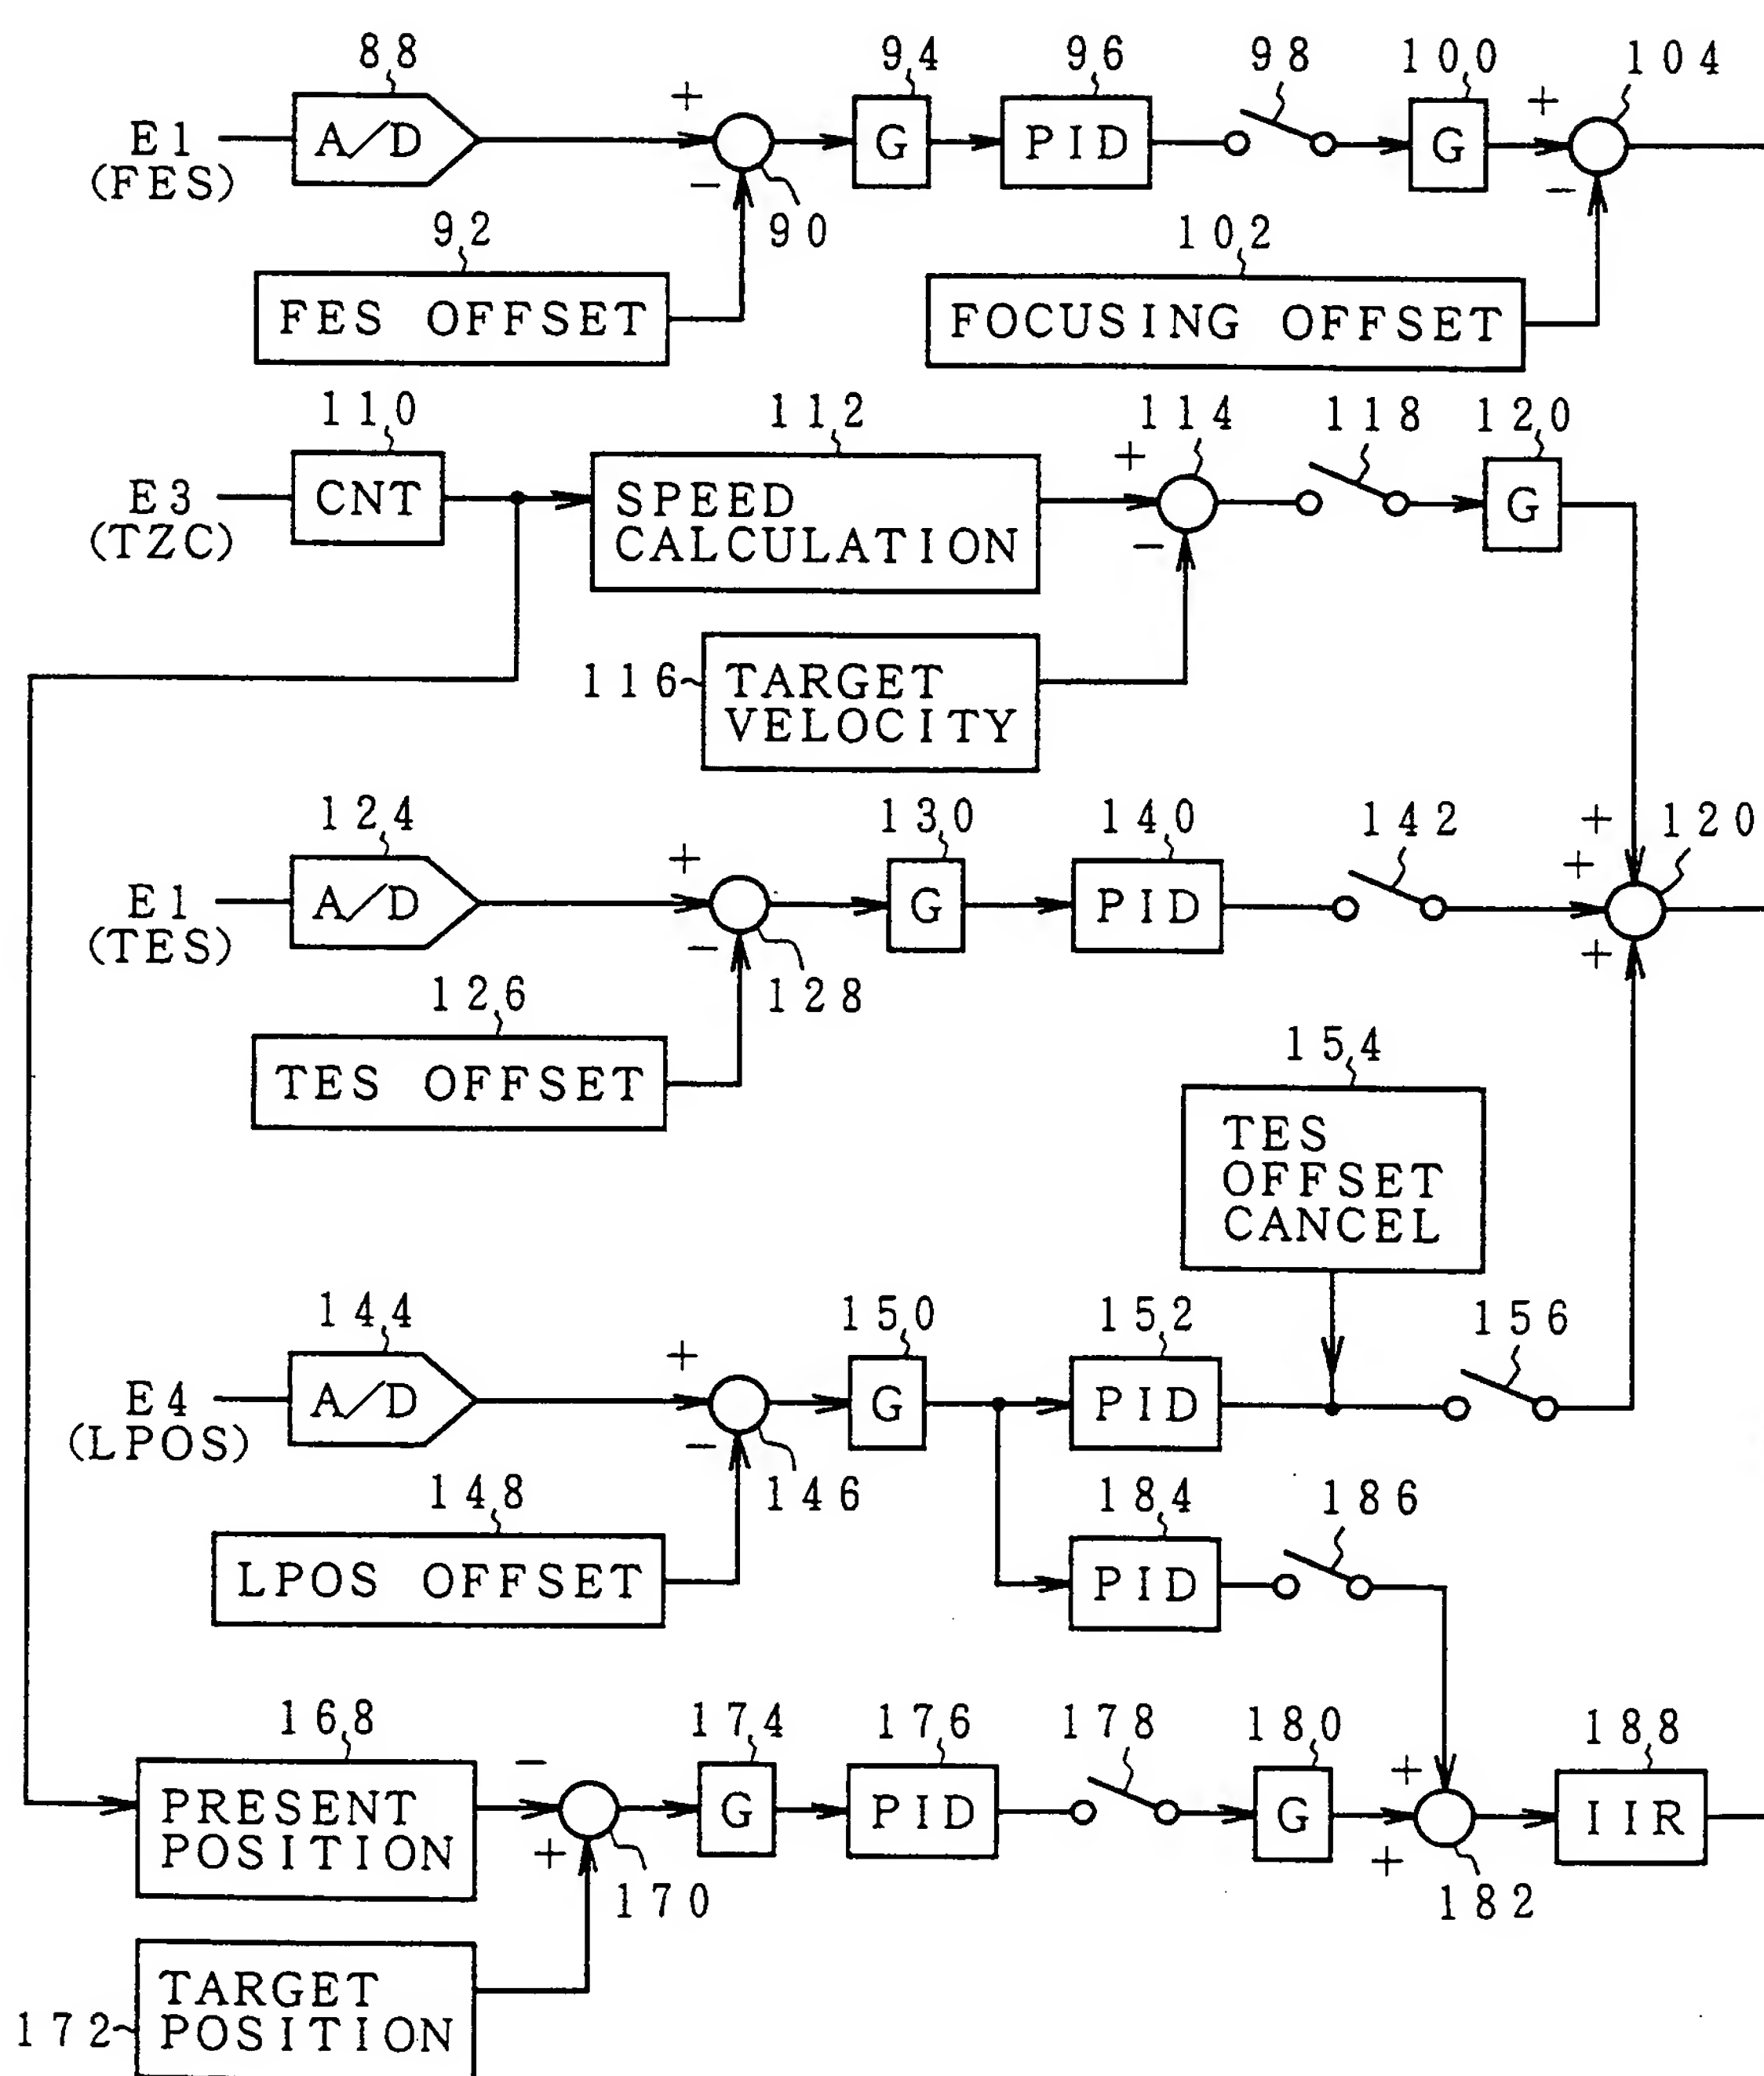 88
94
96
98
100
104
E1
(FES)
A/D
+
−
90
G
PID
G
+
−
92
FES OFFSET
102
FOCUSING OFFSET
110
112
114
118
120
E3
(TZC)
CNT
SPEED
CALCULATION
+
−
G
116
TARGET
VELOCITY
124
130
140
142
120
E1
(TES)
A/D
+
−
128
G
PID
+
+
+
126
TES OFFSET
154
TES
OFFSET
CANCEL
144
150
152
156
E4
(LPOS)
A/D
+
−
146
G
PID
148
LPOS OFFSET
184
PID
186
168
174
176
178
180
188
PRESENT
POSITION
−
+
170
G
PID
G
+
+
182
IIR
172
TARGET
POSITION